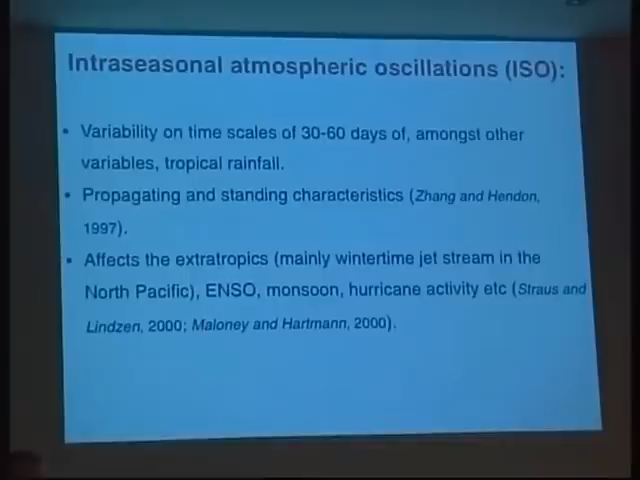 Intraseasonal atmospheric oscillations (ISO):
• Variability on time scales of 30-60 days of, amongst other
variables, tropical rainfall.
• Propagating and standing characteristics (Zhang and Hendon,
1997).
• Affects the extratropics (mainly wintertime jet stream in the
North Pacific), ENSO, monsoon, hurricane activity etc (Straus and
Lindzen, 2000; Maloney and Hartmann, 2000).